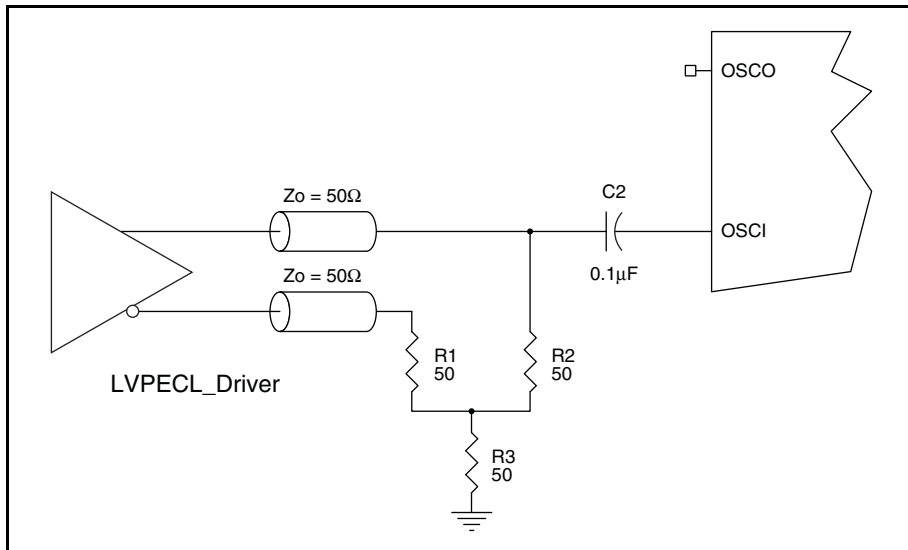 OSCO
Zo = 50Ω
C2
OSCI
0.1µF
Zo = 50Ω
R1
50
R2
50
LVPECL_Driver
R3
50